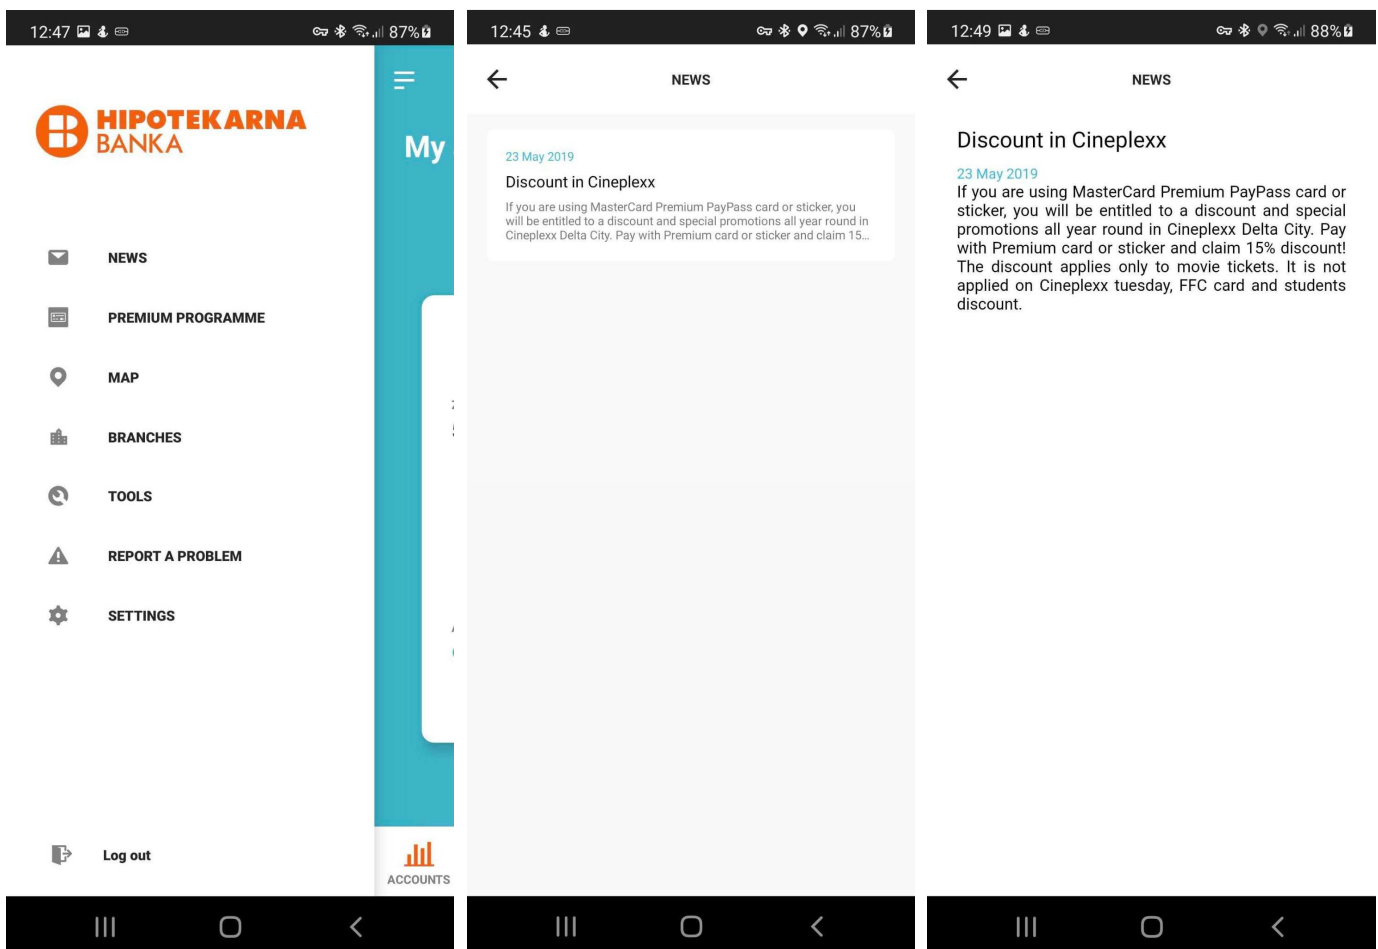 12:47
87%
HIPOTEKARNA
BANKA
My
NEWS
PREMIUM PROGRAMME
MAP
BRANCHES
TOOLS
REPORT A PROBLEM
SETTINGS
Log out
ACCOUNTS
12:45
87%
NEWS
23 May 2019
Discount in Cineplexx
If you are using MasterCard Premium PayPass card or sticker, you
will be entitled to a discount and special promotions all year round in
Cineplexx Delta City. Pay with Premium card or sticker and claim 15...
12:49
88%
NEWS
Discount in Cineplexx
23 May 2019
If you are using MasterCard Premium PayPass card or
sticker, you will be entitled to a discount and special
promotions all year round in Cineplexx Delta City. Pay
with Premium card or sticker and claim 15% discount!
The discount applies only to movie tickets. It is not
applied on Cineplexx tuesday, FFC card and students
discount.